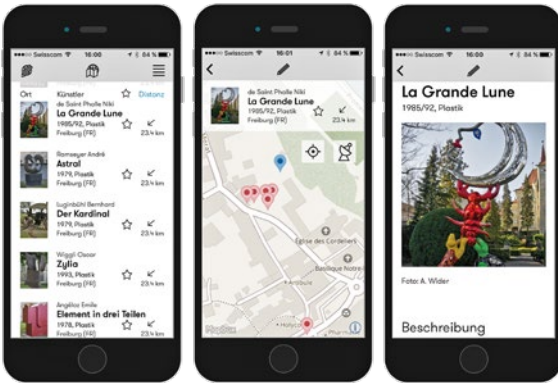 Swisscom 16:00 84 %
Ort Künstler Distanz
de Saint Phalle Niki
La Grande Lune
1985/92, Plastik
Freiburg (FR) 23.4 km
Ramseyer André
Astral
1979, Plastik
Freiburg (FR) 23.4 km
Luginbühl Bernhard
Der Kardinal
1979, Plastik
Freiburg (FR) 23.4 km
Wiggli Oscar
Zylia
1993, Plastik
Freiburg (FR) 23.4 km
Angéloz Emile
Element in drei Teilen
1978, Plastik
Freiburg (FR) 23.4 km
Swisscom 16:01 84 %
de Saint Phalle Niki
La Grande Lune
1985/92, Plastik
Freiburg (FR) 23.4 km
Église des Cordeliers
Basilique Notre
Mapbox
Swisscom 16:00 84 %
La Grande Lune
1985/92, Plastik
Foto: A. Wider
Beschreibung